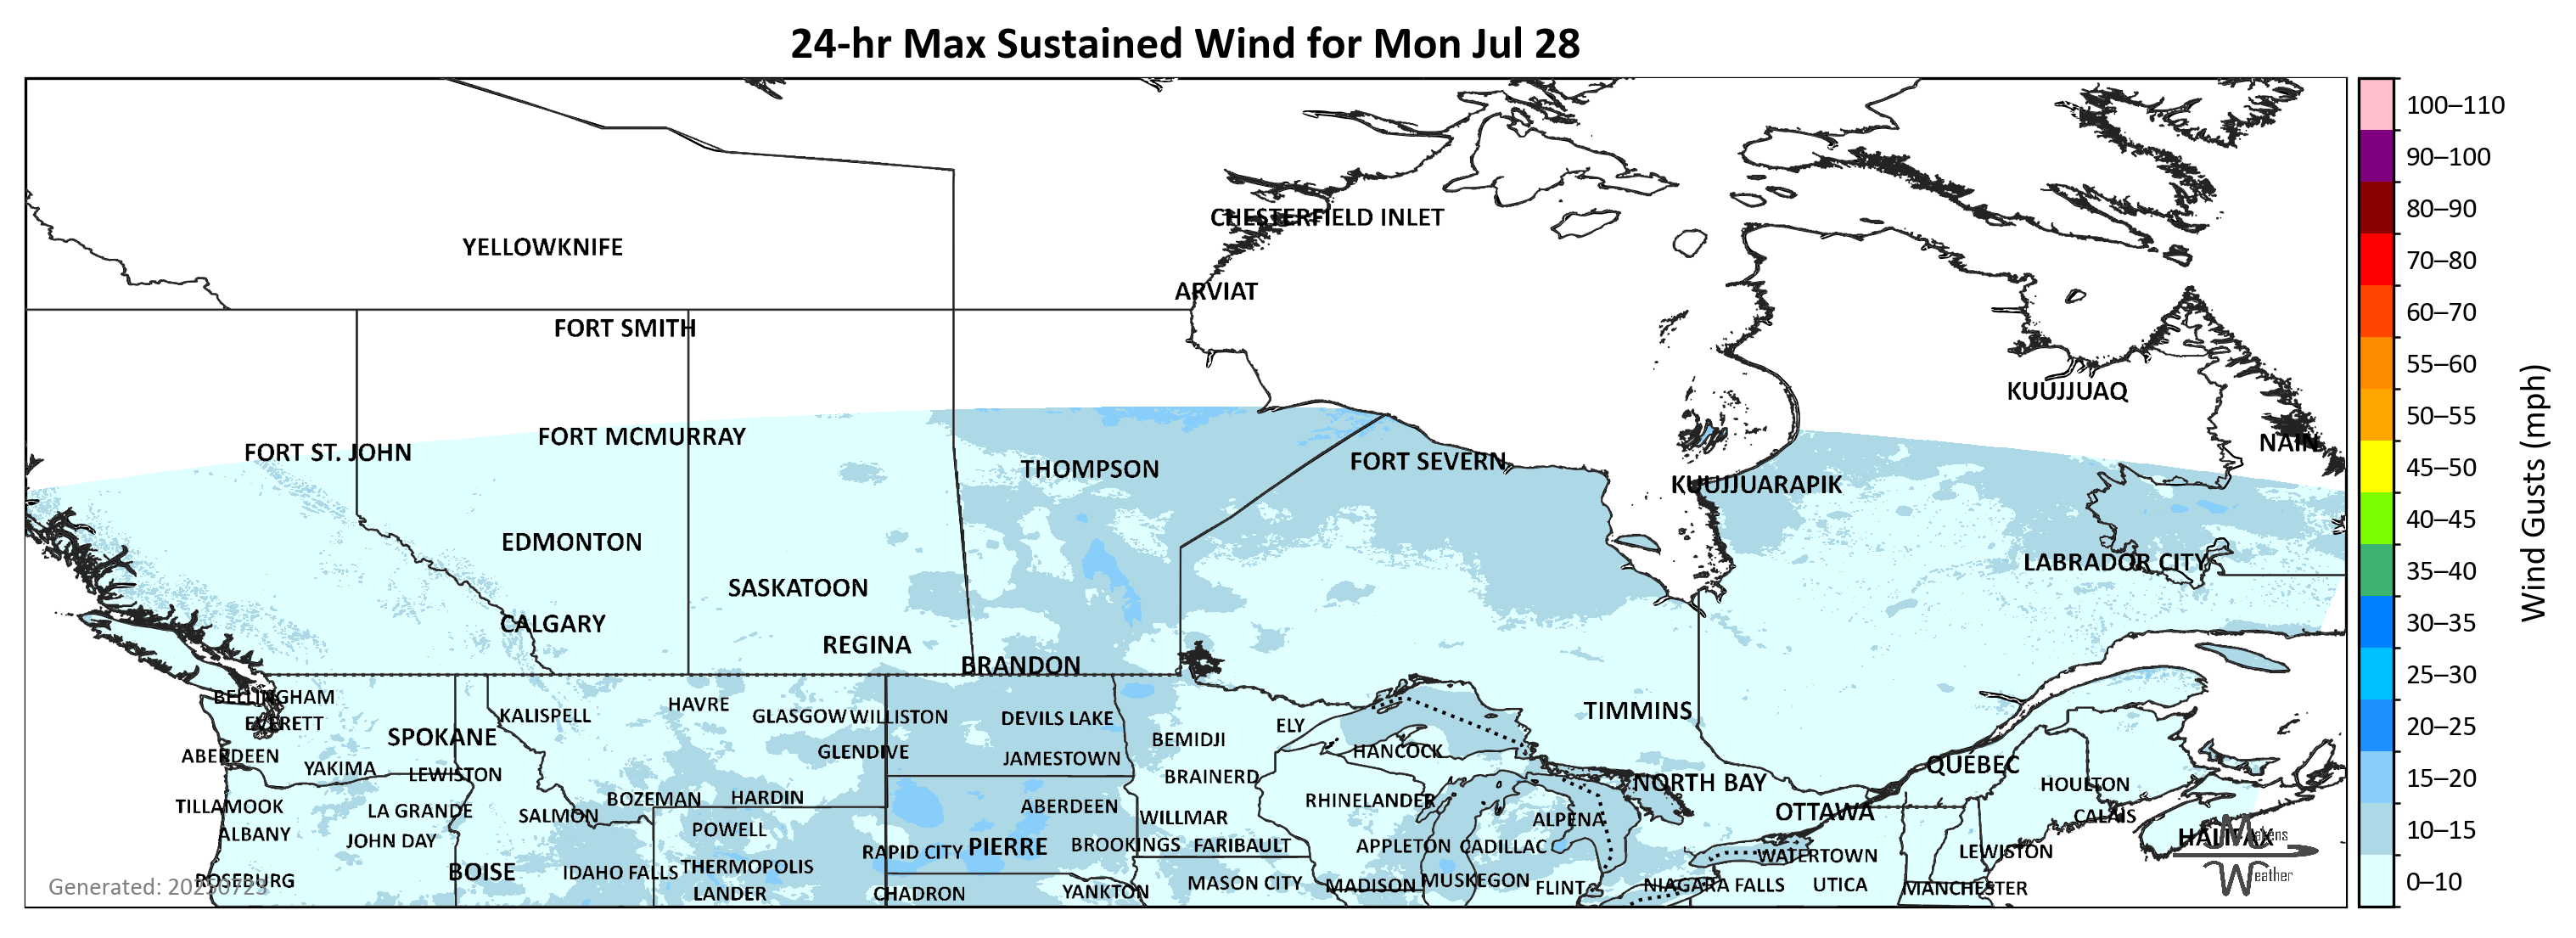 24-hr Max Sustained Wind for Mon Jul 28
100–110
90–100
80–90
70–80
60–70
55–60
50–55
45–50
40–45
35–40
30–35
25–30
20–25
15–20
10–15
0–10
Wind Gusts (mph)
CHESTERFIELD INLET
YELLOWKNIFE
ARVIAT
FORT SMITH
KUUJJUAQ
FORT MCMURRAY
NAIN
FORT ST. JOHN
FORT SEVERN
THOMPSON
KUUJJUARAPIK
EDMONTON
LABRADOR CITY
SASKATOON
CALGARY
REGINA
BRANDON
BELLINGHAM
HAVRE
TIMMINS
KALISPELL
GLASGOW
WILLISTON
DEVILS LAKE
EVERETT
ELY
SPOKANE
BEMIDJI
GLENDIVE
HANCOCK
ABERDEEN
JAMESTOWN
QUÉBEC
YAKIMA
LEWISTON
BRAINERD
NORTH BAY
HOULTON
BOZEMAN
HARDIN
RHINELANDER
TILLAMOOK
ABERDEEN
LA GRANDE
OTTAWA
SALMON
CALAIS
WILLMAR
ALPENA
POWELL
ALBANY
HALIFAX
JOHN DAY
PIERRE
BROOKINGS
FARIBAULT
APPLETON
CADILLAC
RAPID CITY
LEWISTON
WATERTOWN
THERMOPOLIS
BOISE
IDAHO FALLS
ROSEBURG
MUSKEGON
MASON CITY
MADISON
NIAGARA FALLS
UTICA
FLINT
MANCHESTER
YANKTON
LANDER
CHADRON
Makens
Weather